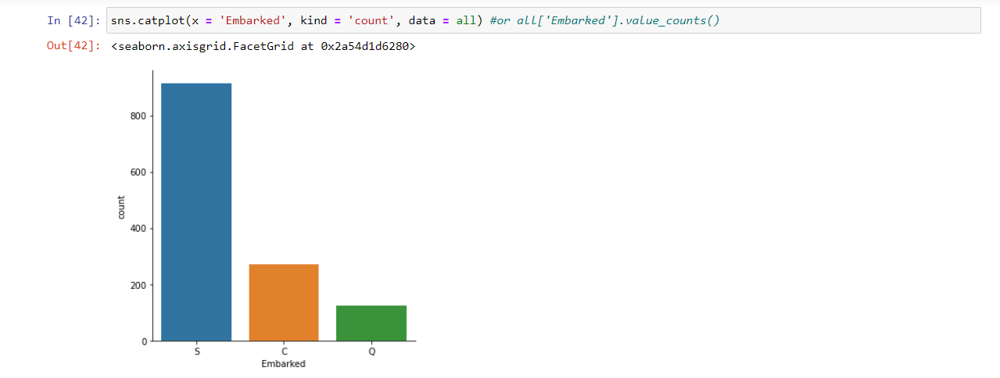 In [42]: sns.catplot(x = 'Embarked', kind = 'count', data = all) #or all['Embarked'].value_counts()
Out[42]: <seaborn.axisgrid.FacetGrid at 0x2a54d1d6280>
800
600
count
400
200
0
S C Q
Embarked